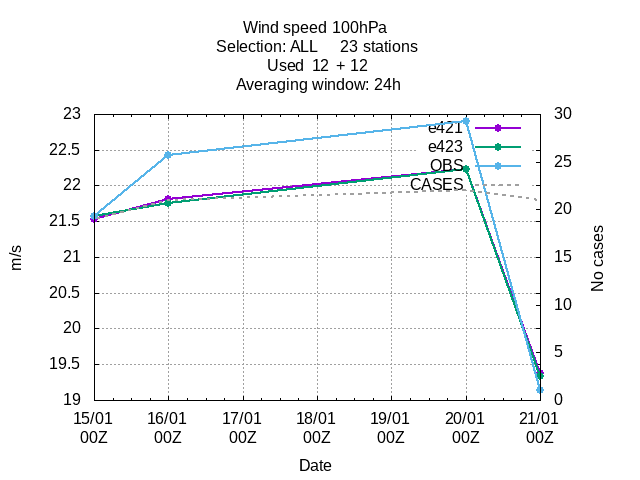 Wind speed 100hPa
Selection: ALL 23 stations
Used 12 + 12
Averaging window: 24h
23
22.5
22
21.5
21
20.5
20
19.5
19
30
25
20
15
10
5
0
e421
e423
OBS
CASES
m/s
No cases
15/01 16/01 17/01 18/01 19/01 20/01 21/01
00Z 00Z 00Z 00Z 00Z 00Z 00Z
Date